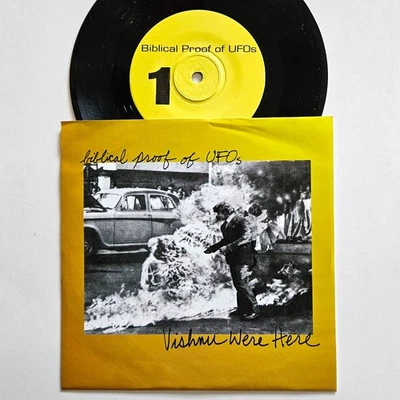 Biblical Proof of UFOs
1
biblical proof of UFOs
Vishnu Were Here